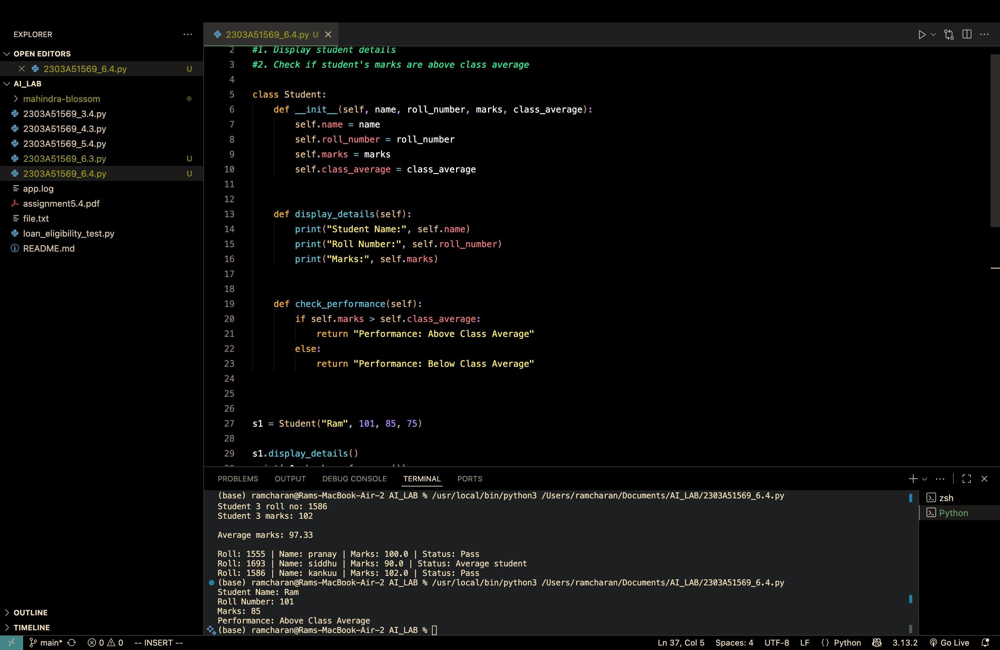 EXPLORER
OPEN EDITORS
2303A51569_6.4.py U
AI_LAB
mahindra-blossom
2303A51569_3.4.py
2303A51569_4.3.py
2303A51569_5.4.py
2303A51569_6.3.py U
2303A51569_6.4.py U
app.log
assignment5.4.pdf
file.txt
loan_eligibility_test.py
README.md
OUTLINE
TIMELINE
2303A51569_6.4.py U
2 #1. Display student details
3 #2. Check if student's marks are above class average
4
5 class Student:
6 def __init__(self, name, roll_number, marks, class_average):
7 self.name = name
8 self.roll_number = roll_number
9 self.marks = marks
10 self.class_average = class_average
11
12
13 def display_details(self):
14 print("Student Name:", self.name)
15 print("Roll Number:", self.roll_number)
16 print("Marks:", self.marks)
17
18
19 def check_performance(self):
20 if self.marks > self.class_average:
21 return "Performance: Above Class Average"
22 else:
23 return "Performance: Below Class Average"
24
25
26
27 s1 = Student("Ram", 101, 85, 75)
28
29 s1.display_details()
PROBLEMS OUTPUT DEBUG CONSOLE TERMINAL PORTS
(base) ramcharan@Rams-MacBook-Air-2 AI_LAB % /usr/local/bin/python3 /Users/ramcharan/Documents/AI_LAB/2303A51569_6.4.py
Student 3 roll no: 1586
Student 3 marks: 102
Average marks: 97.33
Roll: 1555 | Name: pranay | Marks: 100.0 | Status: Pass
Roll: 1693 | Name: siddhu | Marks: 90.0 | Status: Average student
Roll: 1586 | Name: kankuu | Marks: 102.0 | Status: Pass
(base) ramcharan@Rams-MacBook-Air-2 AI_LAB % /usr/local/bin/python3 /Users/ramcharan/Documents/AI_LAB/2303A51569_6.4.py
Student Name: Ram
Roll Number: 101
Marks: 85
Performance: Above Class Average
(base) ramcharan@Rams-MacBook-Air-2 AI_LAB %
zsh
Python
main* 0 0 -- INSERT -- Ln 37, Col 5 Spaces: 4 UTF-8 LF {} Python 3.13.2 Go Live